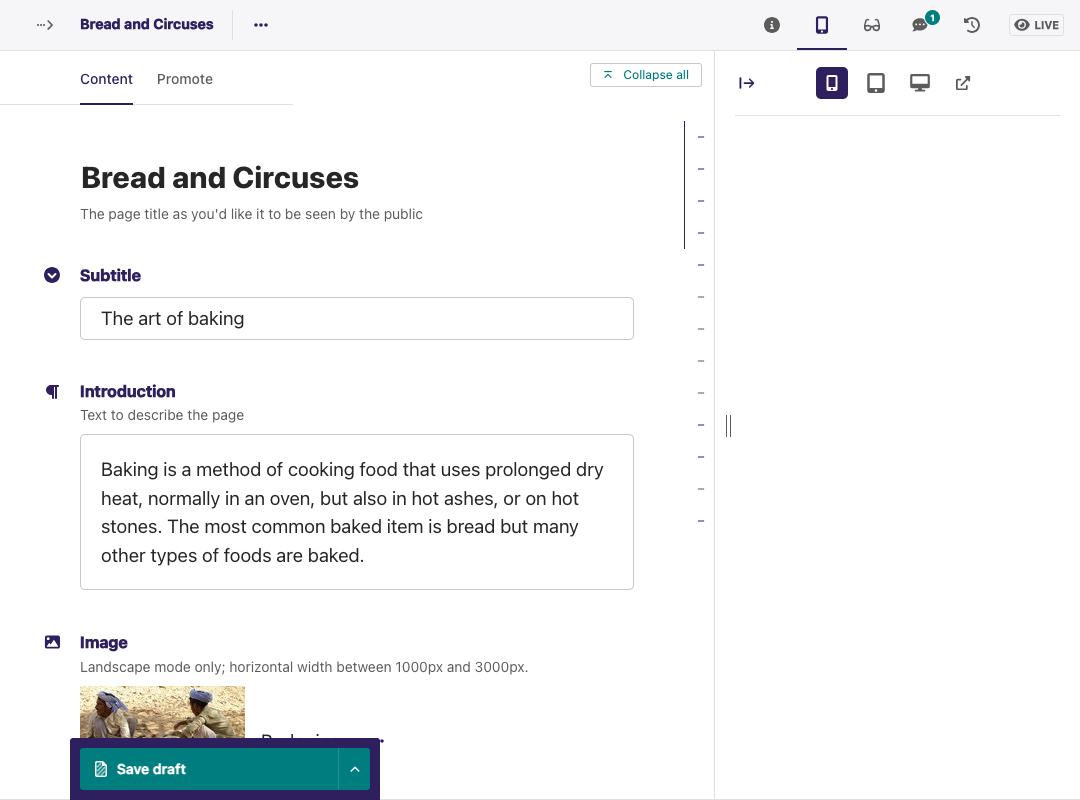 Bread and Circuses
1
LIVE
Content
Promote
Collapse all
Bread and Circuses
The page title as you'd like it to be seen by the public
Subtitle
The art of baking
Introduction
Text to describe the page
Baking is a method of cooking food that uses prolonged dry
heat, normally in an oven, but also in hot ashes, or on hot
stones. The most common baked item is bread but many
other types of foods are baked.
Image
Landscape mode only; horizontal width between 1000px and 3000px.
Save draft